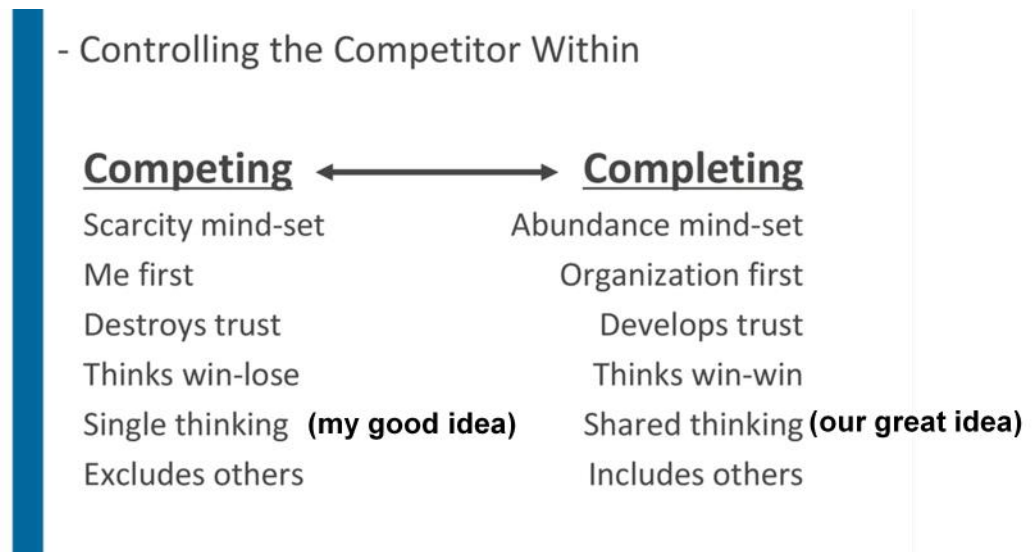 - Controlling the Competitor Within
Competing Completing
Scarcity mind-set Abundance mind-set
Me first Organization first
Destroys trust Develops trust
Thinks win-lose Thinks win-win
Single thinking (my good idea) Shared thinking (our great idea)
Excludes others Includes others